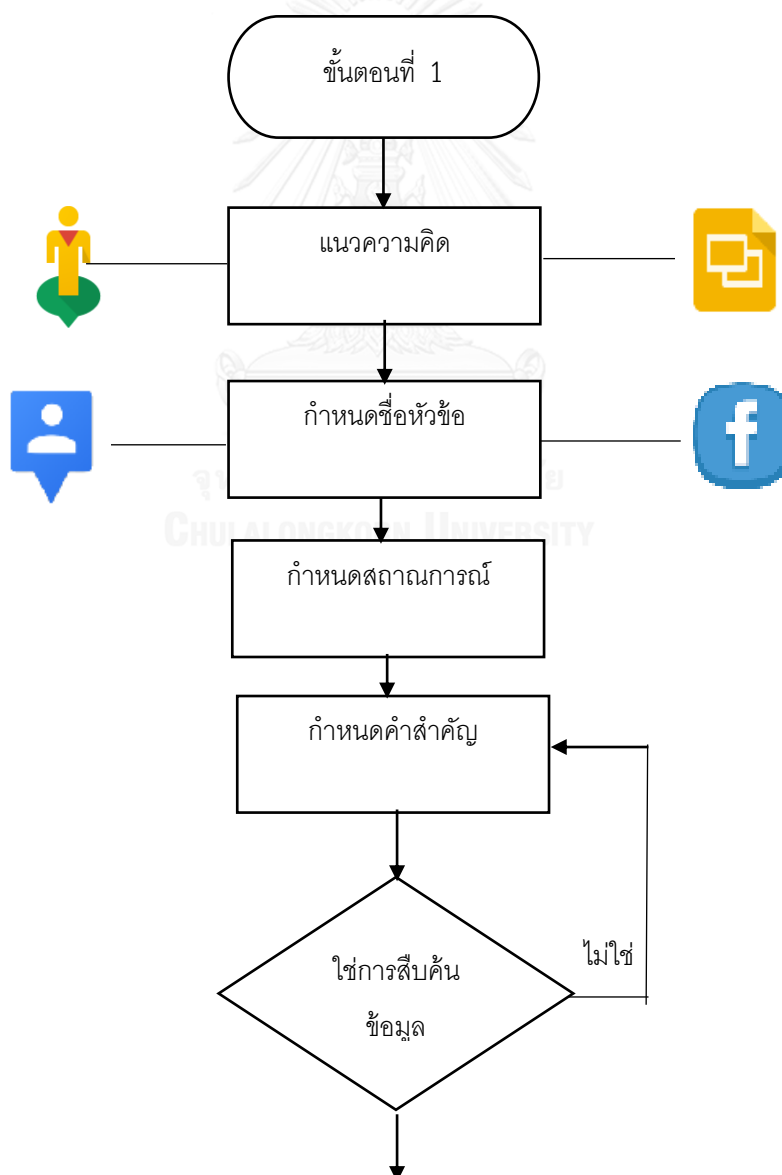 ขั้นตอนที่ 1
แนวความคิด
กำหนดชื่อหัวข้อ
CHULALONGKORN UNIVERSITY
กำหนดสถาณการณ์
กำหนดคำสำคัญ
ไม่ใช่
ใช่การสืบค้น
ข้อมูล